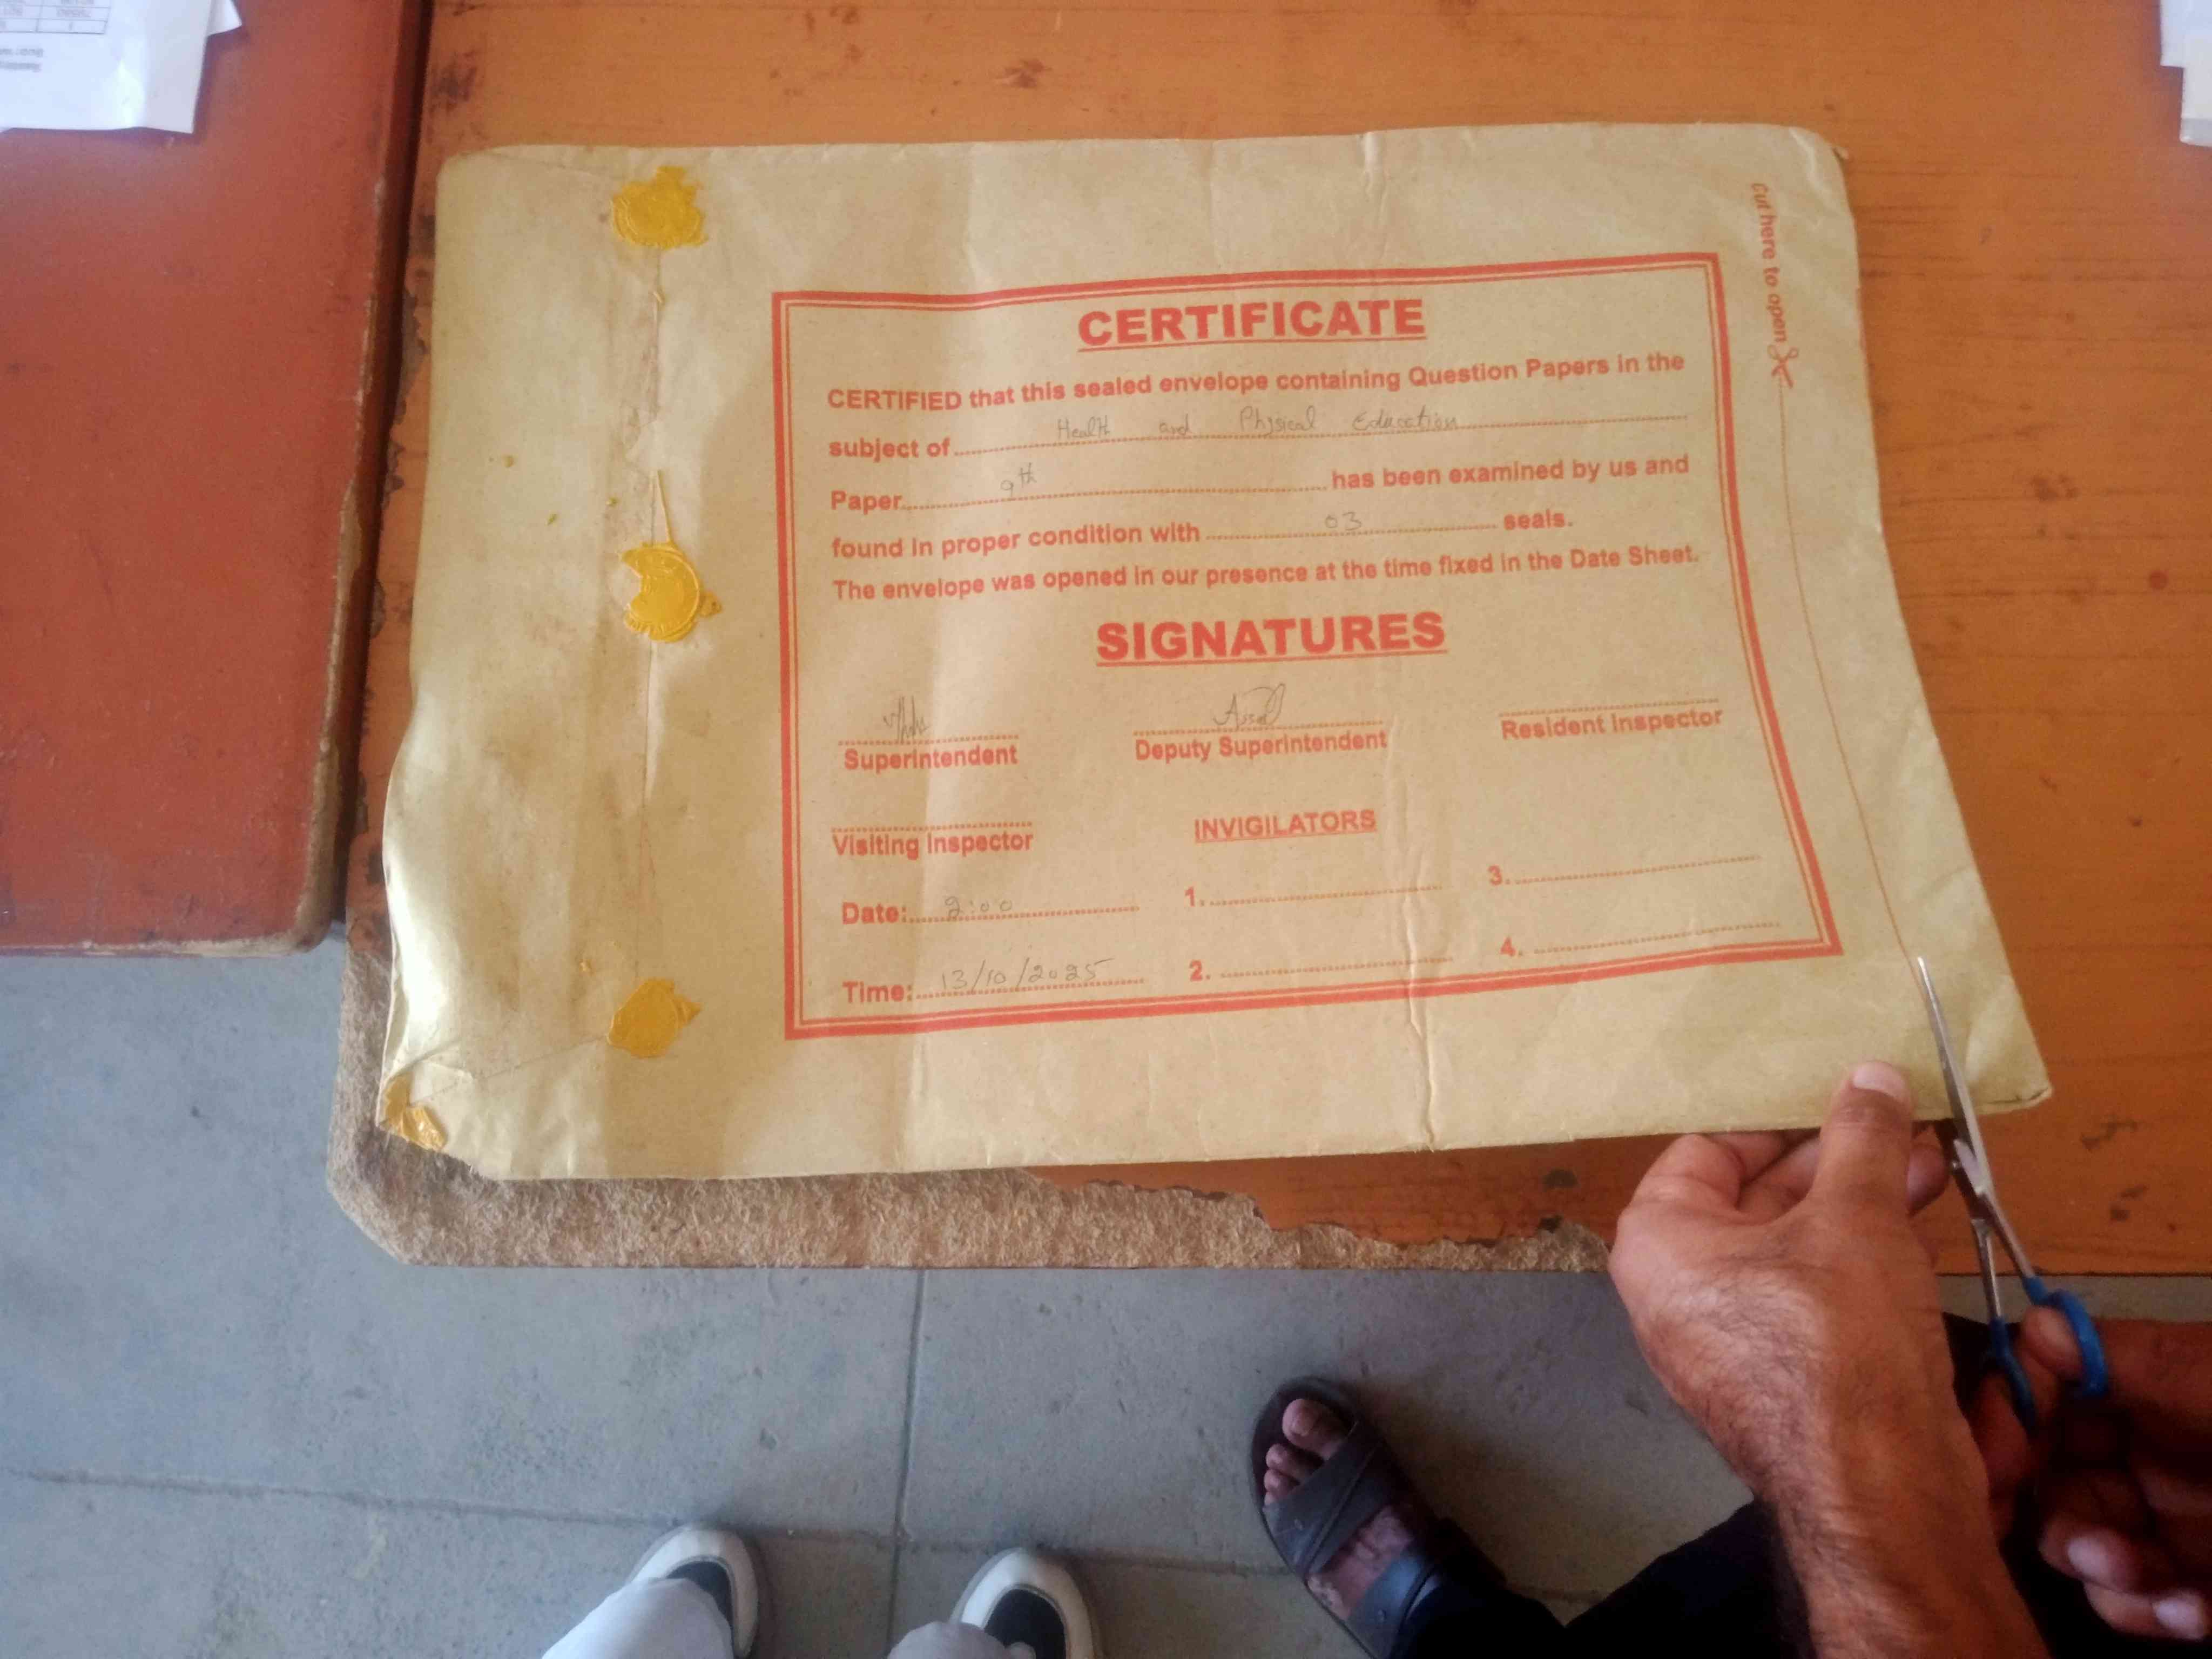 CERTIFICATE
CERTIFIED that this sealed envelope containing Question Papers in the
subject of Health and Physical Education
Paper 9th has been examined by us and
found in proper condition with 03 seals.
The envelope was opened in our presence at the time fixed in the Date Sheet.
SIGNATURES
Superintendent
Deputy Superintendent
Resident Inspector
Visiting Inspector
INVIGILATORS
Date: 2:00
1.
3.
Time: 13/10/2025
2.
4.
Cut here to open